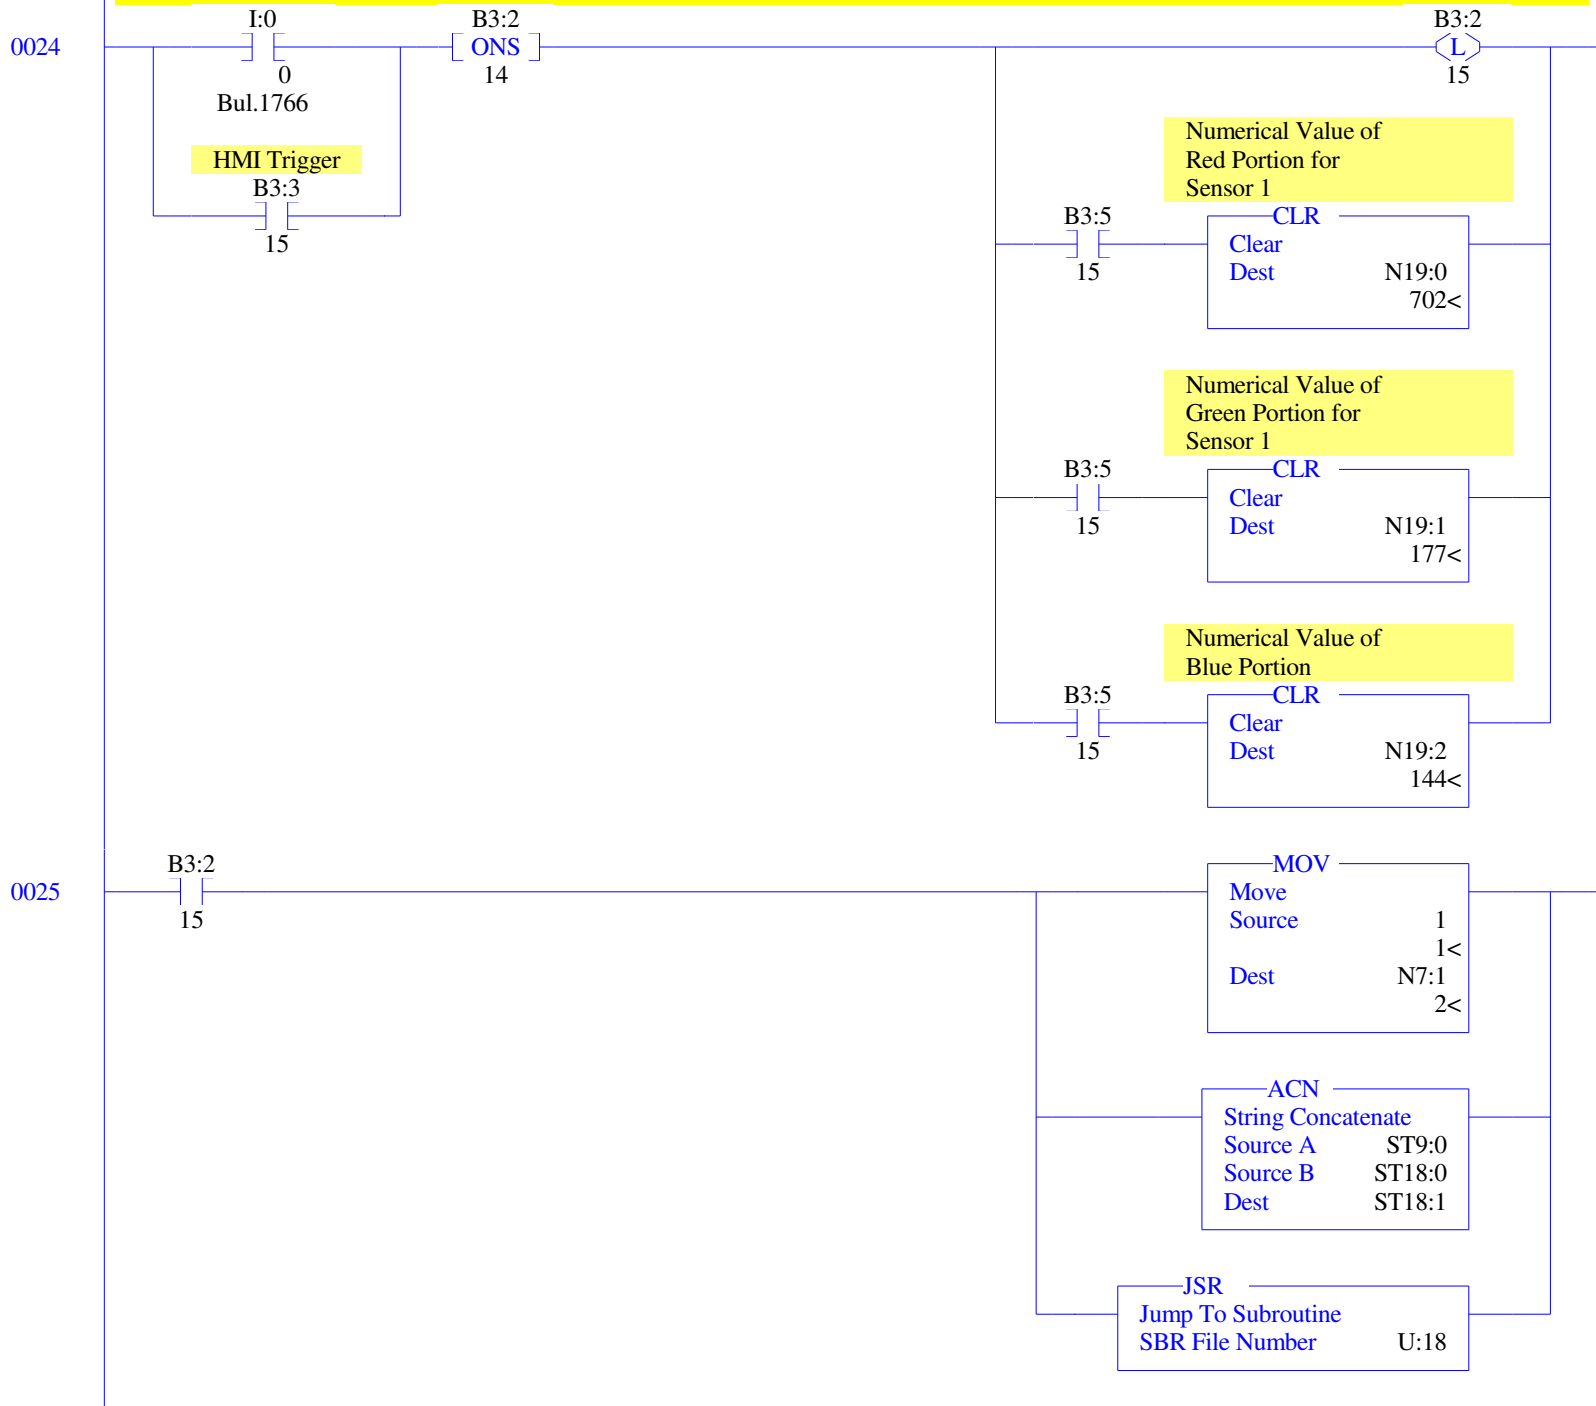 0024
I:0
0
Bul.1766
HMI Trigger
B3:3
15
B3:2
ONS
14
B3:2
L
15
Numerical Value of
Red Portion for
Sensor 1
B3:5
15
CLR
Clear
Dest N19:0
702<
Numerical Value of
Green Portion for
Sensor 1
B3:5
15
CLR
Clear
Dest N19:1
177<
Numerical Value of
Blue Portion
B3:5
15
CLR
Clear
Dest N19:2
144<
0025
B3:2
15
MOV
Move
Source 1
1<
Dest N7:1
2<
ACN
String Concatenate
Source A ST9:0
Source B ST18:0
Dest ST18:1
JSR
Jump To Subroutine
SBR File Number U:18